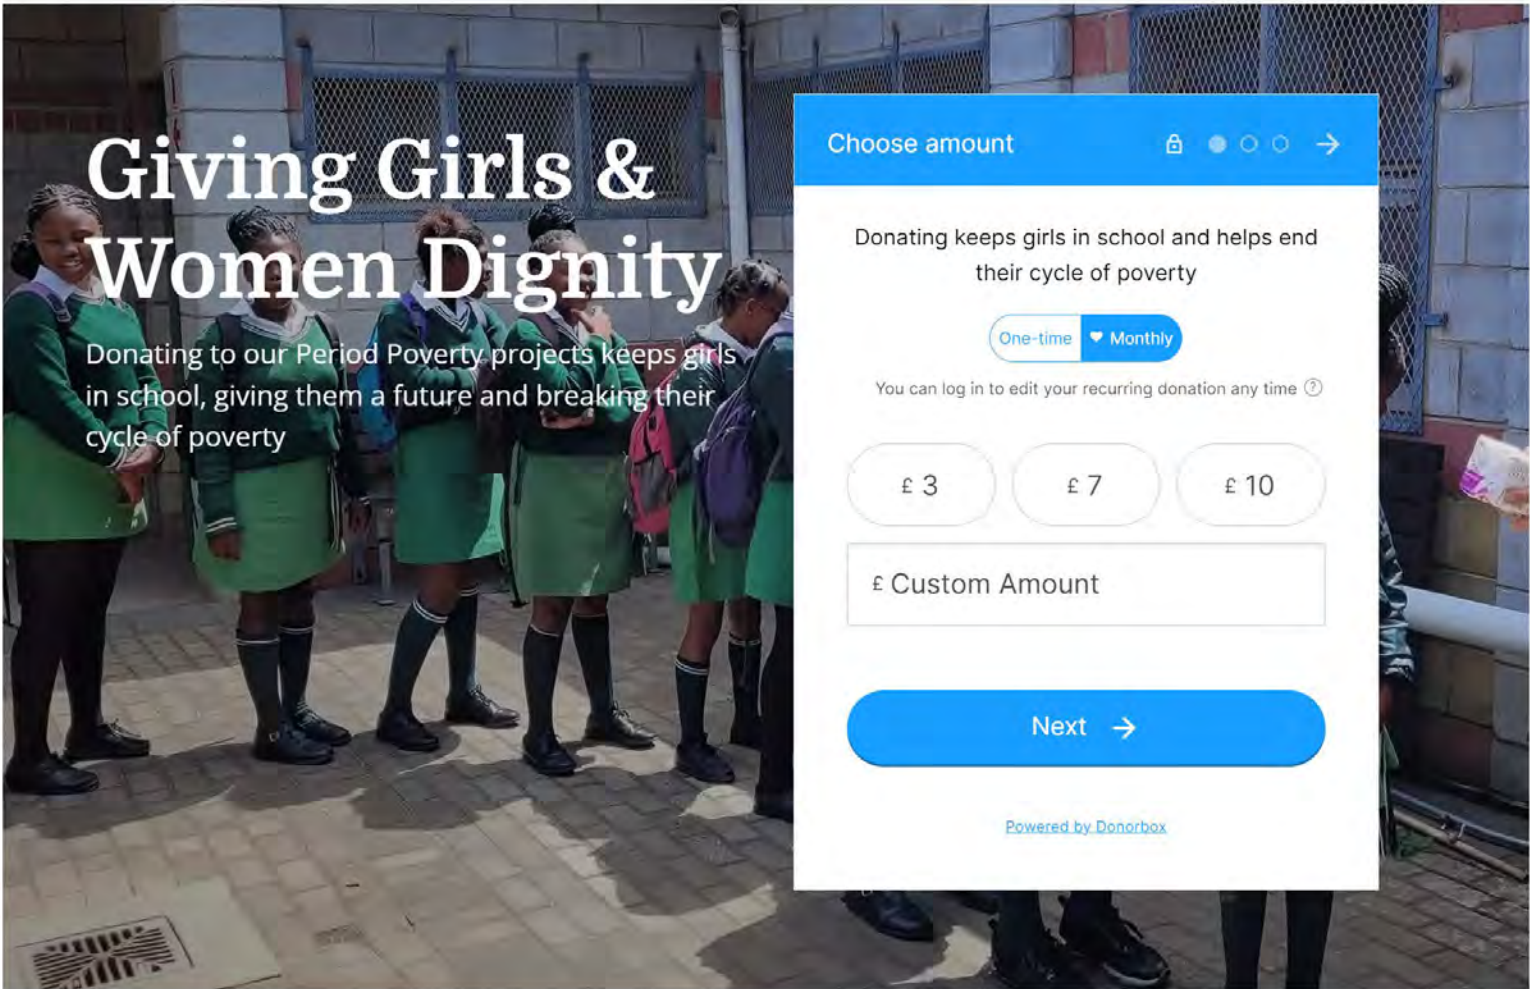 Giving Girls &
Women Dignity
Donating to our Period Poverty projects keeps girls
in school, giving them a future and breaking their
cycle of poverty
Choose amount
Donating keeps girls in school and helps end
their cycle of poverty
One-time Monthly
You can log in to edit your recurring donation any time ?
£ 3 £ 7 £ 10
£ Custom Amount
Next
Powered by Donorbox